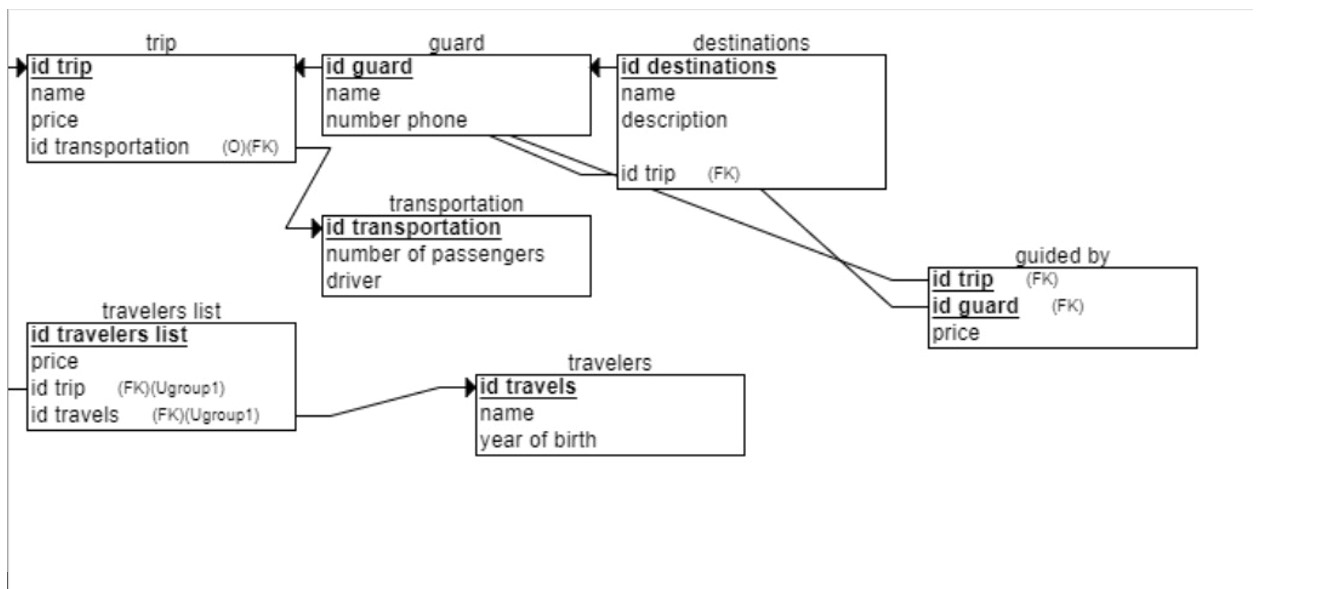 trip
id trip
name
price
id transportation (O)(FK)
guard
id guard
name
number phone
destinations
id destinations
name
description
id trip (FK)
transportation
id transportation
number of passengers
driver
guided by
id trip (FK)
id guard (FK)
price
travelers list
id travelers list
price
id trip (FK)(Ugroup1)
id travels (FK)(Ugroup1)
travelers
id travels
name
year of birth